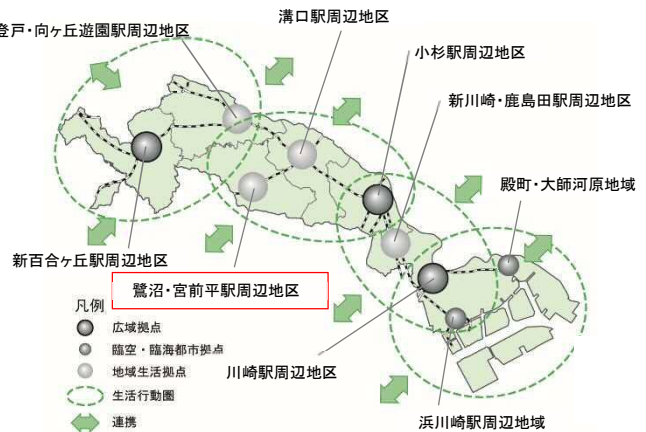 溝口駅周辺地区
登戸・向ヶ丘遊園駅周辺地区
小杉駅周辺地区
新川崎・鹿島田駅周辺地区
殿町・大師河原地域
新百合ヶ丘駅周辺地区
鷺沼・宮前平駅周辺地区
凡例
広域拠点
臨空・臨海都市拠点
地域生活拠点
川崎駅周辺地区
生活行動圏
連携
浜川崎駅周辺地域